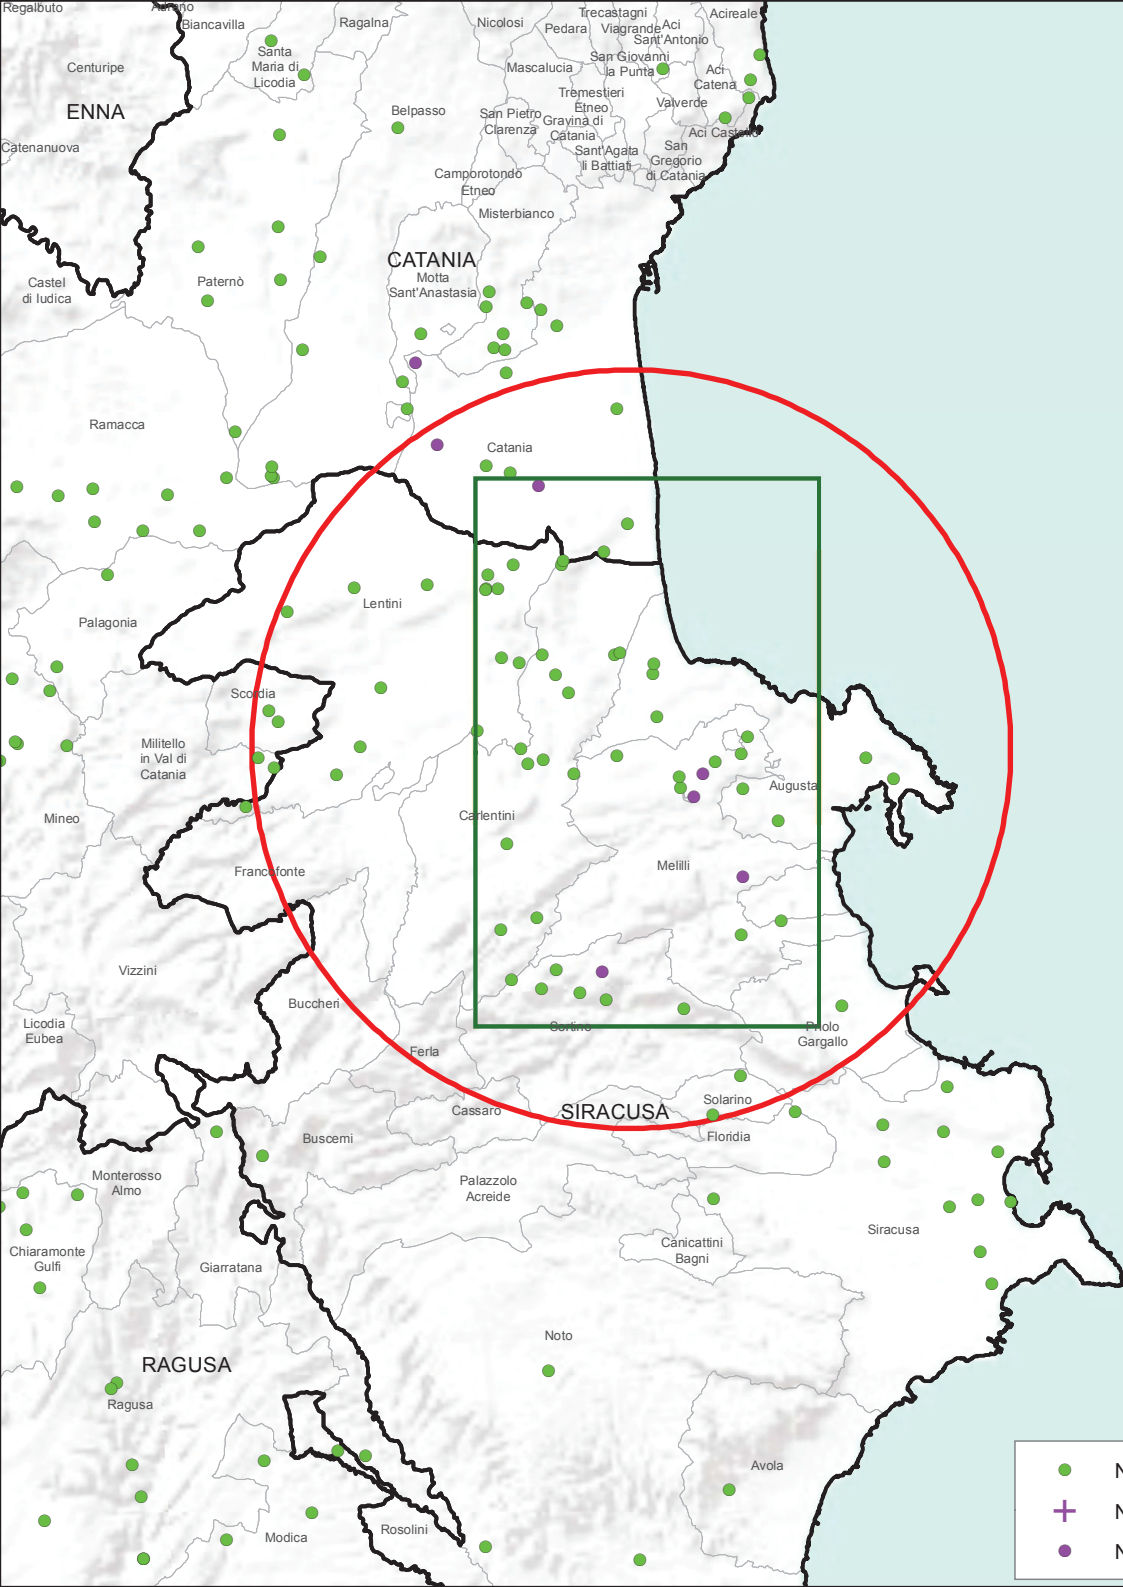 Regalbuto
Adrano
Biancavilla
Ragalna
Nicolosi
Trecastagni
Pedara
Viagrande
Aci
Sant'Antonio
Acireale
Santa
Maria di
Licodia
Centuripe
Mascalucia
San Giovanni
la Punta
Aci
Catena
ENNA
Belpasso
Tremestieri
Etneo
Valverde
San Pietro
Clarenza
Gravina di
Catania
Aci Castello
Catenanuova
Sant'Agata
li Battiati
San
Gregorio
di Catania
Camporotondo
Etneo
Misterbianco
CATANIA
Motta
Sant'Anastasia
Castel
di Iudica
Paternò
Ramacca
Catania
Lentini
Palagonia
Scordia
Militello
in Val di
Catania
Augusta
Mineo
Carlentini
Francofonte
Melilli
Vizzini
Buccheri
Licodia
Eubea
Sortino
Priolo
Gargallo
Ferla
Solarino
Cassaro
SIRACUSA
Floridia
Buscemi
Monterosso
Almo
Palazzolo
Acreide
Siracusa
Chiaramonte
Gulfi
Giarratana
Canicattini
Bagni
Noto
RAGUSA
Ragusa
Avola
Modica
Rosolini
N
N
N